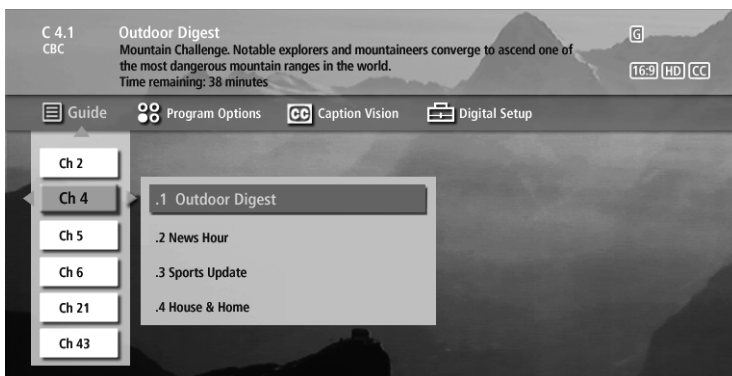 C 4.1 Outdoor Digest G
CBC Mountain Challenge. Notable explorers and mountaineers converge to ascend one of
the most dangerous mountain ranges in the world. 16:9 HD CC
Time remaining: 38 minutes
Guide Program Options CC Caption Vision Digital Setup
Ch 2
Ch 4 .1 Outdoor Digest
Ch 5 .2 News Hour
Ch 6 .3 Sports Update
Ch 21 .4 House & Home
Ch 43